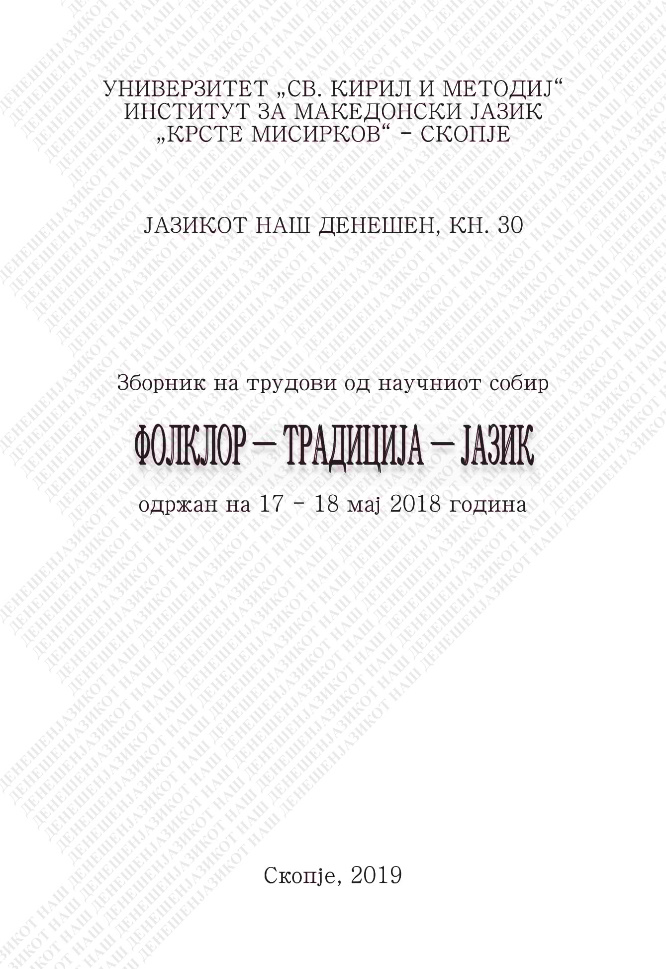 УНИВЕРЗИТЕТ „СВ. КИРИЛ И МЕТОДИЈ“
ИНСТИТУТ ЗА МАКЕДОНСКИ ЈАЗИК
„КРСТЕ МИСИРКОВ“ – СКОПЈЕ
ЈАЗИКОТ НАШ ДЕНЕШЕН, КН. 30
Зборник на трудови од научниот собир
ФОЛКЛОР – ТРАДИЦИЈА – ЈАЗИК
одржан на 17 – 18 мај 2018 година
Скопје, 2019